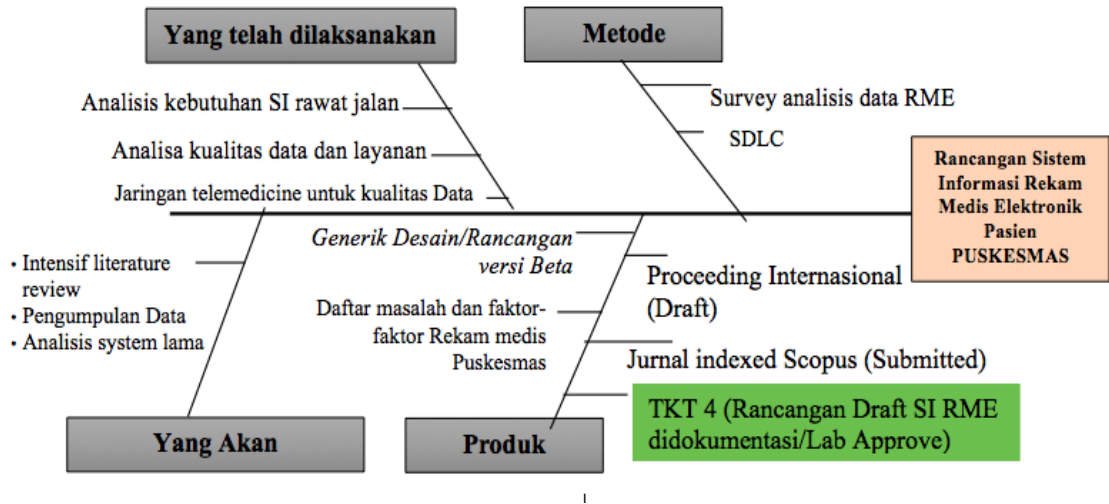 Yang telah dilaksanakan
Metode
Analisis kebutuhan SI rawat jalan
Analisa kualitas data dan layanan
Jaringan telemedicine untuk kualitas Data
Survey analisis data RME
SDLC
Rancangan Sistem
Informasi Rekam
Medis Elektronik
Pasien
PUSKESMAS
• Intensif literature
review
• Pengumpulan Data
• Analisis system lama
Generik Desain/Rancangan
versi Beta
Proceeding Internasional
(Draft)
Daftar masalah dan faktor-
faktor Rekam medis
Puskesmas
Jurnal indexed Scopus (Submitted)
TKT 4 (Rancangan Draft SI RME
didokumentasi/Lab Approve)
Yang Akan
Produk